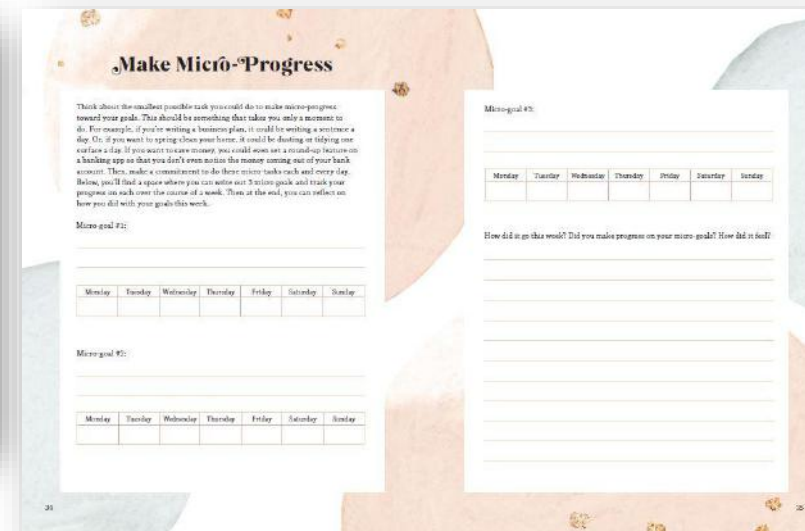 Make Micro-Progress
Think about the smallest possible task you could do to make micro-progress
toward your goals. This should be something that takes you only a moment to
do. For example, if you're writing a business plan, it could be writing a sentence a
day. Or, if you want to spring-clean your home, it could be dusting or tidying one
surface a day. If you want to save money, you could even set a round-up feature on
a banking app so that you don't even notice the money coming out of your bank
account. Then, make a commitment to do these micro-tasks each and every day.
Below, you'll find a space where you can write out 3 micro-goals and track your
progress on each over the course of a week. Then at the end, you can reflect on
how you did with your goals this week.
Micro-goal #1:
Monday Tuesday Wednesday Thursday Friday Saturday Sunday
Micro-goal #2:
Monday Tuesday Wednesday Thursday Friday Saturday Sunday
Micro-goal #3:
Monday Tuesday Wednesday Thursday Friday Saturday Sunday
How did it go this week? Did you make progress on your micro-goals? How did it feel?